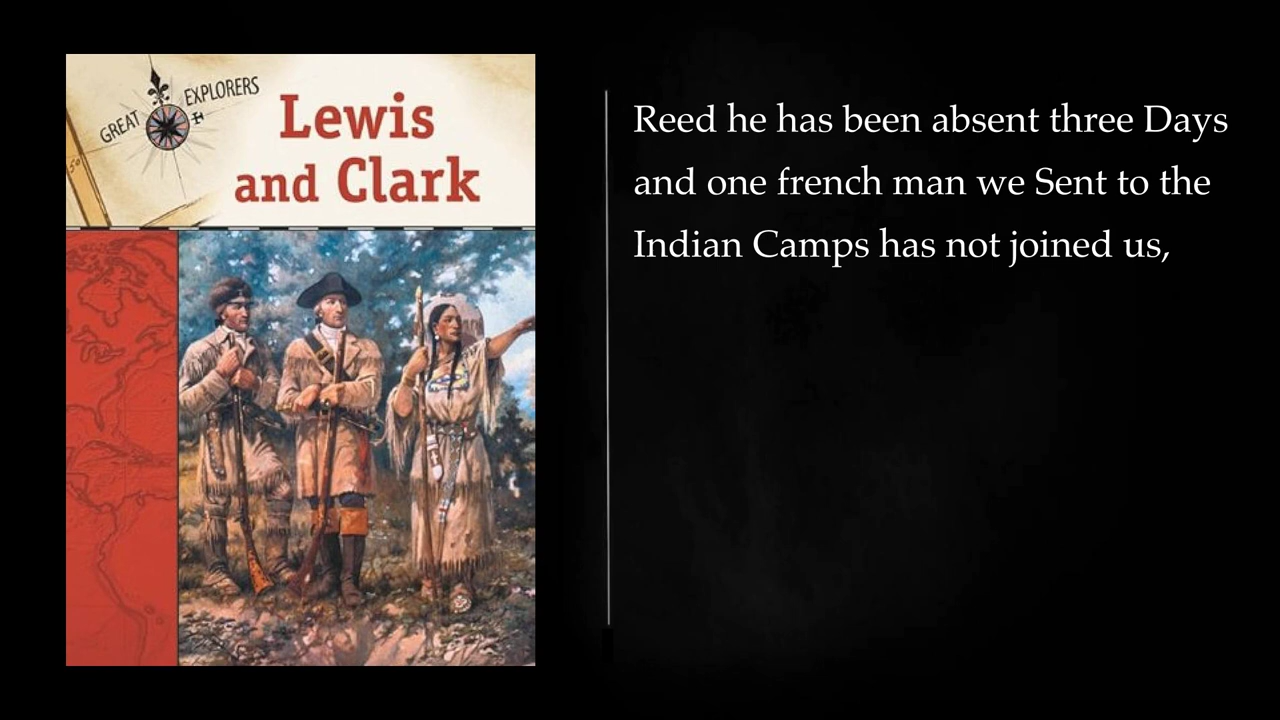 GREAT EXPLORERS
Lewis
and Clark
Reed he has been absent three Days
and one french man we Sent to the
Indian Camps has not joined us,